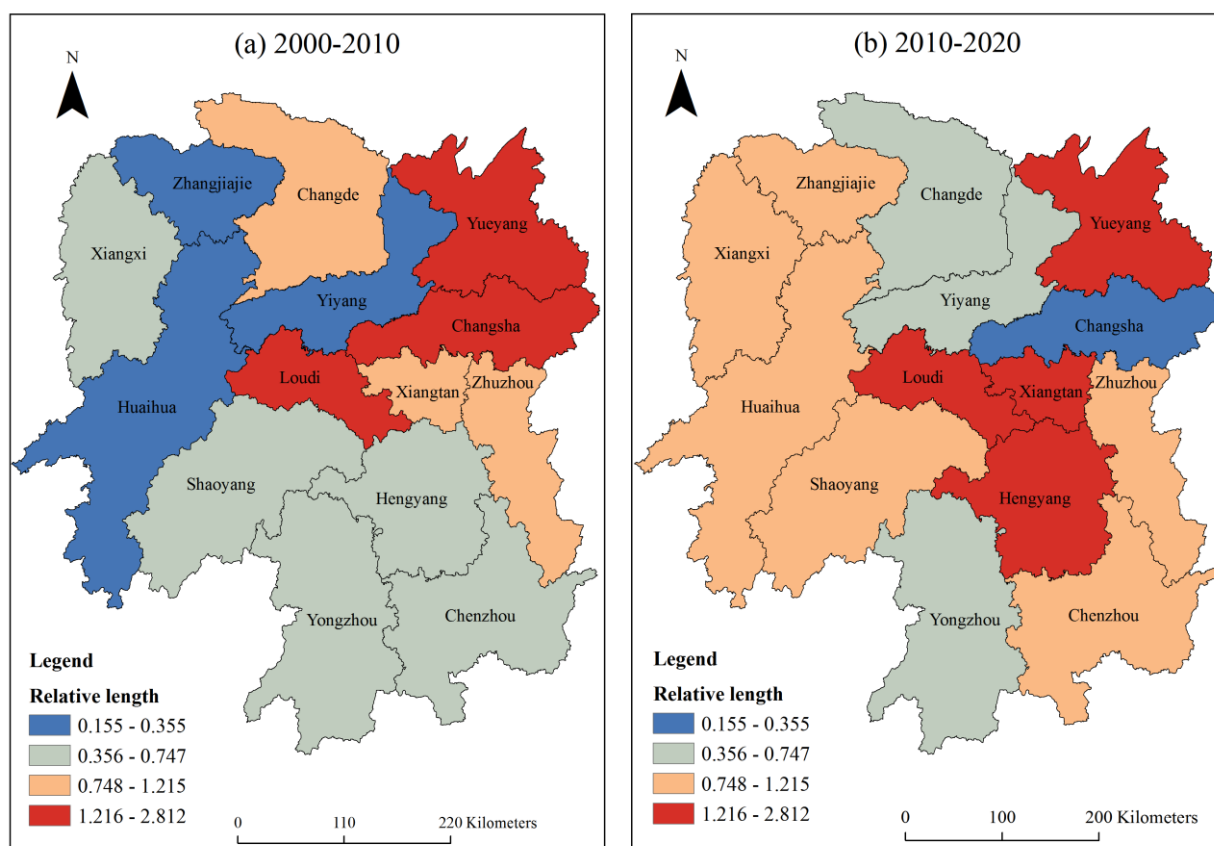 (a) 2000-2010
N
Zhangjiajie
Changde
Yueyang
Xiangxi
Yiyang
Changsha
Loudi
Xiangtan
Zhuzhou
Huaihua
Shaoyang
Hengyang
Yongzhou
Chenzhou
Legend
Relative length
0.155 - 0.355
0.356 - 0.747
0.748 - 1.215
1.216 - 2.812
0 110 220 Kilometers
(b) 2010-2020
N
Zhangjiajie
Changde
Yueyang
Xiangxi
Yiyang
Changsha
Loudi
Xiangtan
Zhuzhou
Huaihua
Shaoyang
Hengyang
Yongzhou
Chenzhou
Legend
Relative length
0.155 - 0.355
0.356 - 0.747
0.748 - 1.215
1.216 - 2.812
0 100 200 Kilometers